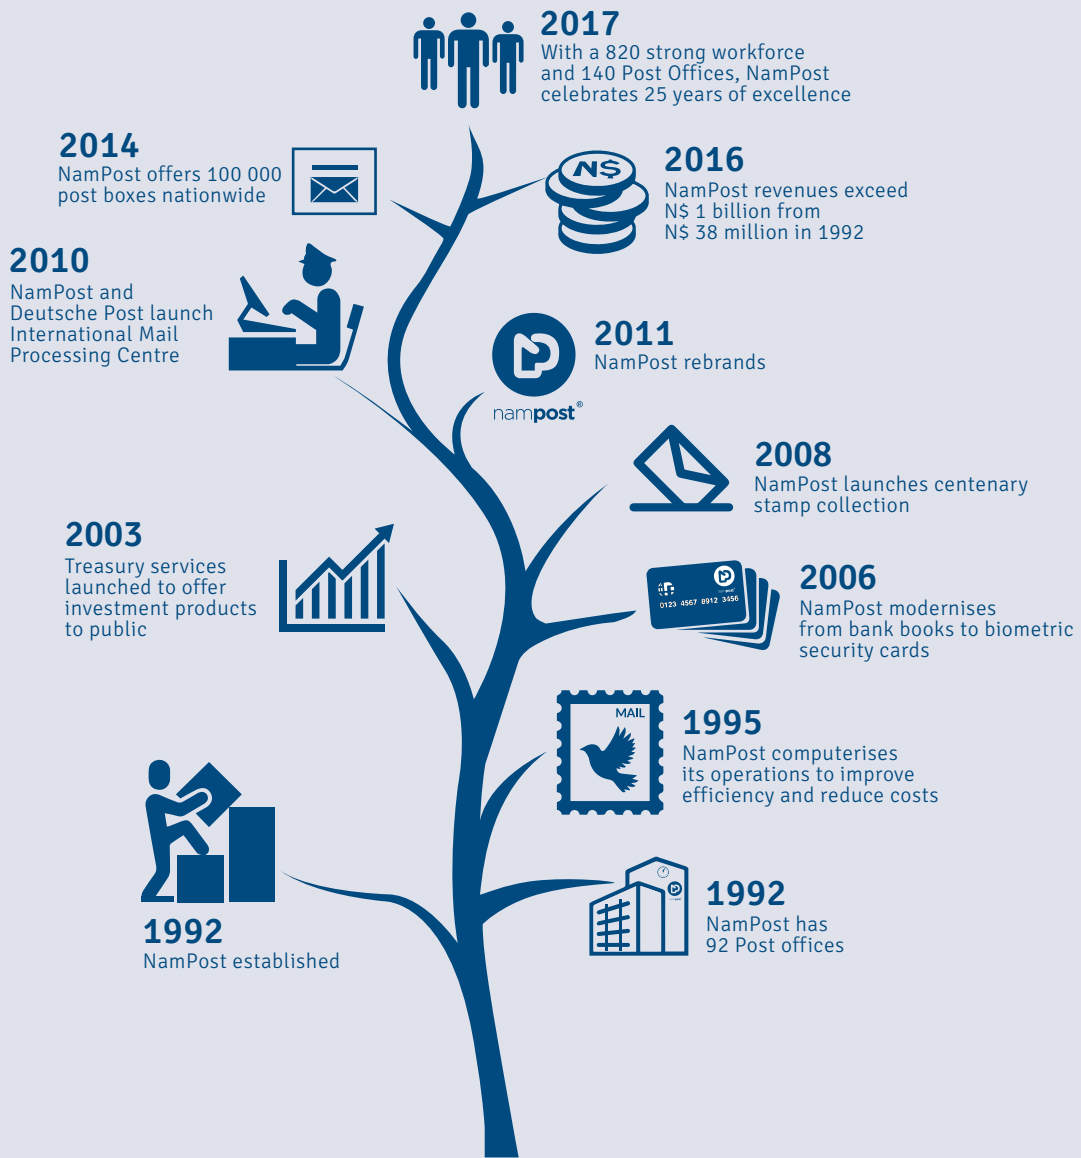 2017
With a 820 strong workforce
and 140 Post Offices, NamPost
celebrates 25 years of excellence
2014
NamPost offers 100 000
post boxes nationwide
N$
2016
NamPost revenues exceed
N$ 1 billion from
N$ 38 million in 1992
2010
NamPost and
Deutsche Post launch
International Mail
Processing Centre
nampost®
2011
NamPost rebrands
2008
NamPost launches centenary
stamp collection
2003
Treasury services
launched to offer
investment products
to public
0123 4567 8912 3456
2006
NamPost modernises
from bank books to biometric
security cards
MAIL
1995
NamPost computerises
its operations to improve
efficiency and reduce costs
1992
NamPost established
1992
NamPost has
92 Post offices